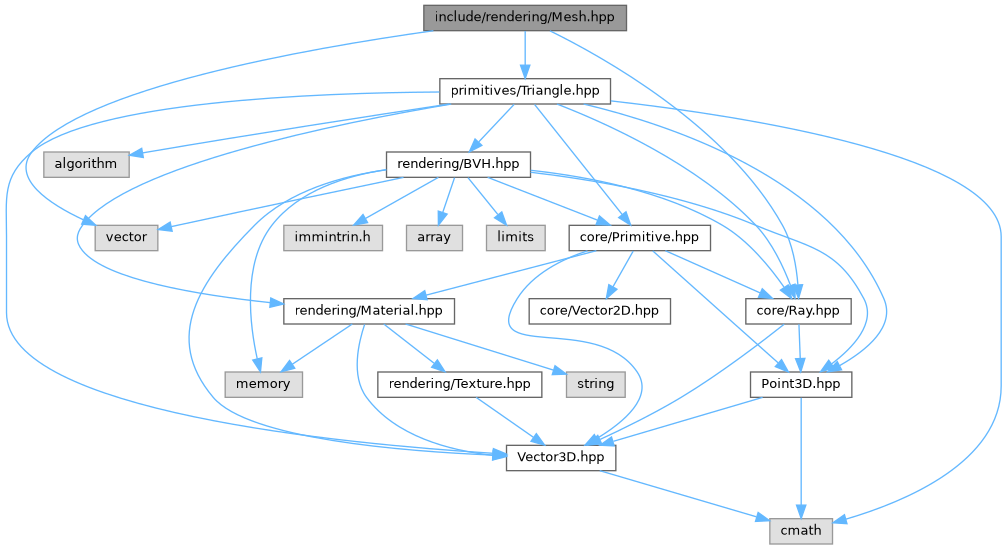 include/rendering/Mesh.hpp
primitives/Triangle.hpp
algorithm
rendering/BVH.hpp
vector
immintrin.h
array
limits
core/Primitive.hpp
rendering/Material.hpp
core/Vector2D.hpp
core/Ray.hpp
memory
rendering/Texture.hpp
string
Point3D.hpp
Vector3D.hpp
cmath